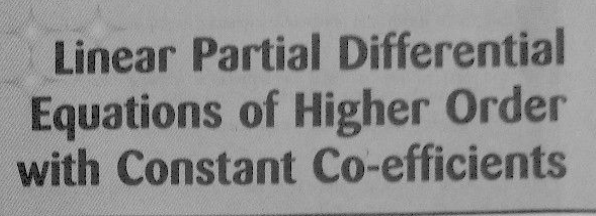 Linear Partial Differential
Equations of Higher Order
with Constant Co-efficients